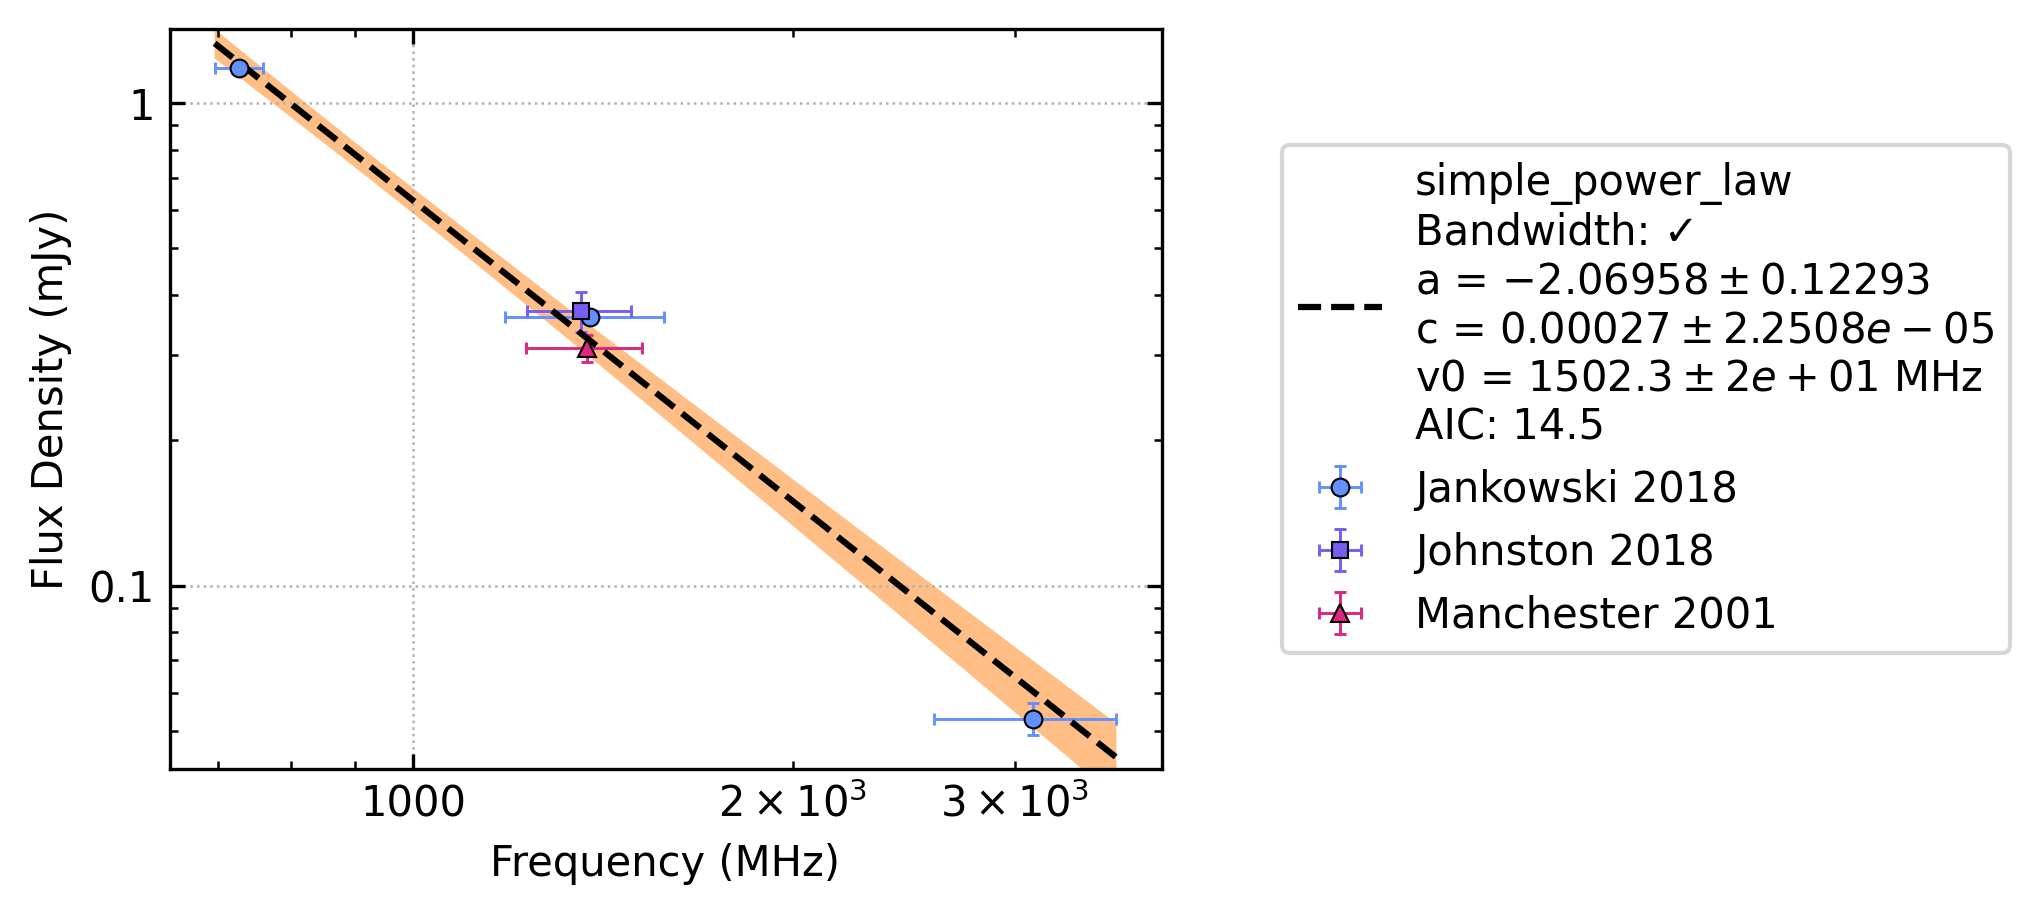 1
0.1
Flux Density (mJy)
1000
2 × 10³
3 × 10³
Frequency (MHz)
simple_power_law
Bandwidth: ✓
a = −2.06958 ± 0.12293
c = 0.00027 ± 2.2508e − 05
v0 = 1502.3 ± 2e + 01 MHz
AIC: 14.5
Jankowski 2018
Johnston 2018
Manchester 2001